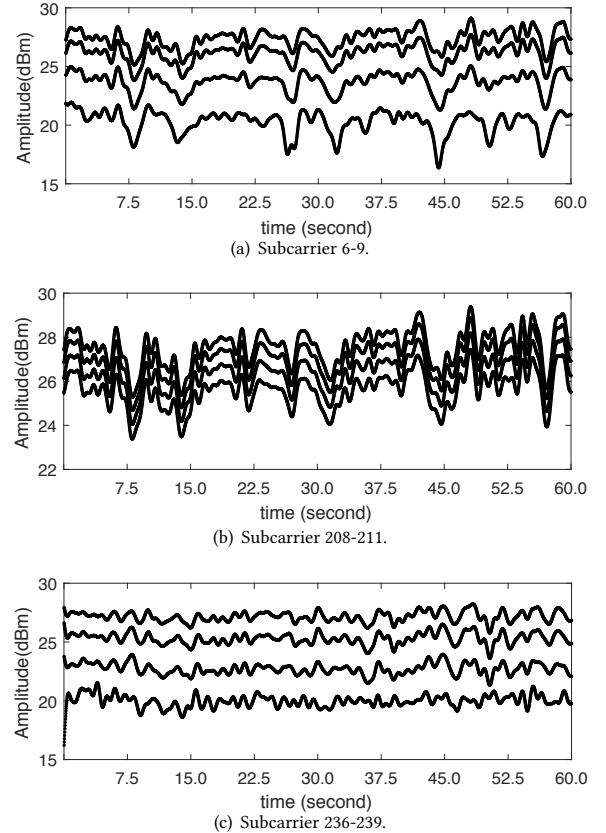 30
25
20
15
Amplitude(dBm)
7.5 15.0 22.5 30.0 37.5 45.0 52.5 60.0
time (second)
(a) Subcarrier 6-9.
30
28
26
24
22
Amplitude(dBm)
7.5 15.0 22.5 30.0 37.5 45.0 52.5 60.0
time (second)
(b) Subcarrier 208-211.
30
25
20
15
Amplitude(dBm)
7.5 15.0 22.5 30.0 37.5 45.0 52.5 60.0
time (second)
(c) Subcarrier 236-239.